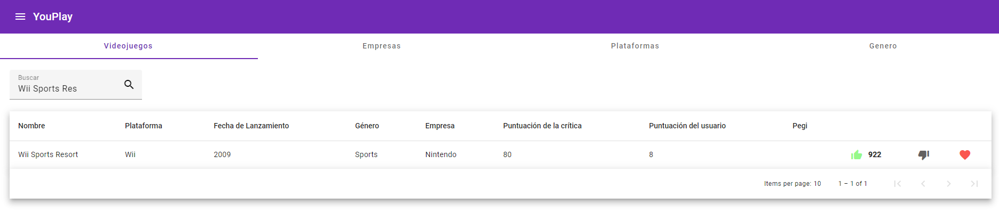 YouPlay
Videojuegos Empresas Plataformas Genero
Buscar
Wii Sports Res
Nombre Plataforma Fecha de Lanzamiento Género Empresa Puntuación de la crítica Puntuación del usuario Pegi
Wii Sports Resort Wii 2009 Sports Nintendo 80 8 922
Items per page: 10 1 – 1 of 1